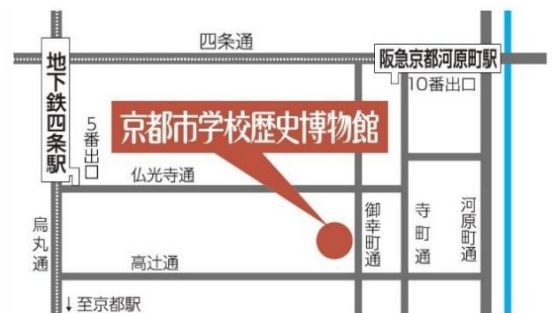 四条通
阪急京都河原町駅
10番出口
地下鉄四条駅
5番出口
京都市学校歴史博物館
仏光寺通
烏丸通
御幸町通
寺町通
河原町通
高辻通
↓至京都駅